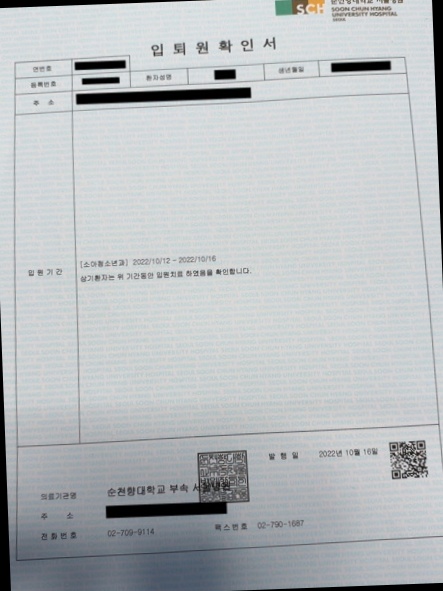 순천향대학교 서울병원
SCH SOON CHUN HYANG
UNIVERSITY HOSPITAL
SEOUL
입 퇴 원 확 인 서
연번호
등록번호 환자성명 생년월일
주 소
입 원 기 간
[소아청소년과] 2022/10/12 - 2022/10/16
상기환자는 위 기간동안 입원치료 하였음을 확인합니다.
발 행 일 2022년 10월 16일
의료기관명 순천향대학교 부속 서울병원
주 소
전 화 번 호 02-709-9114 팩 스 번 호 02-790-1687